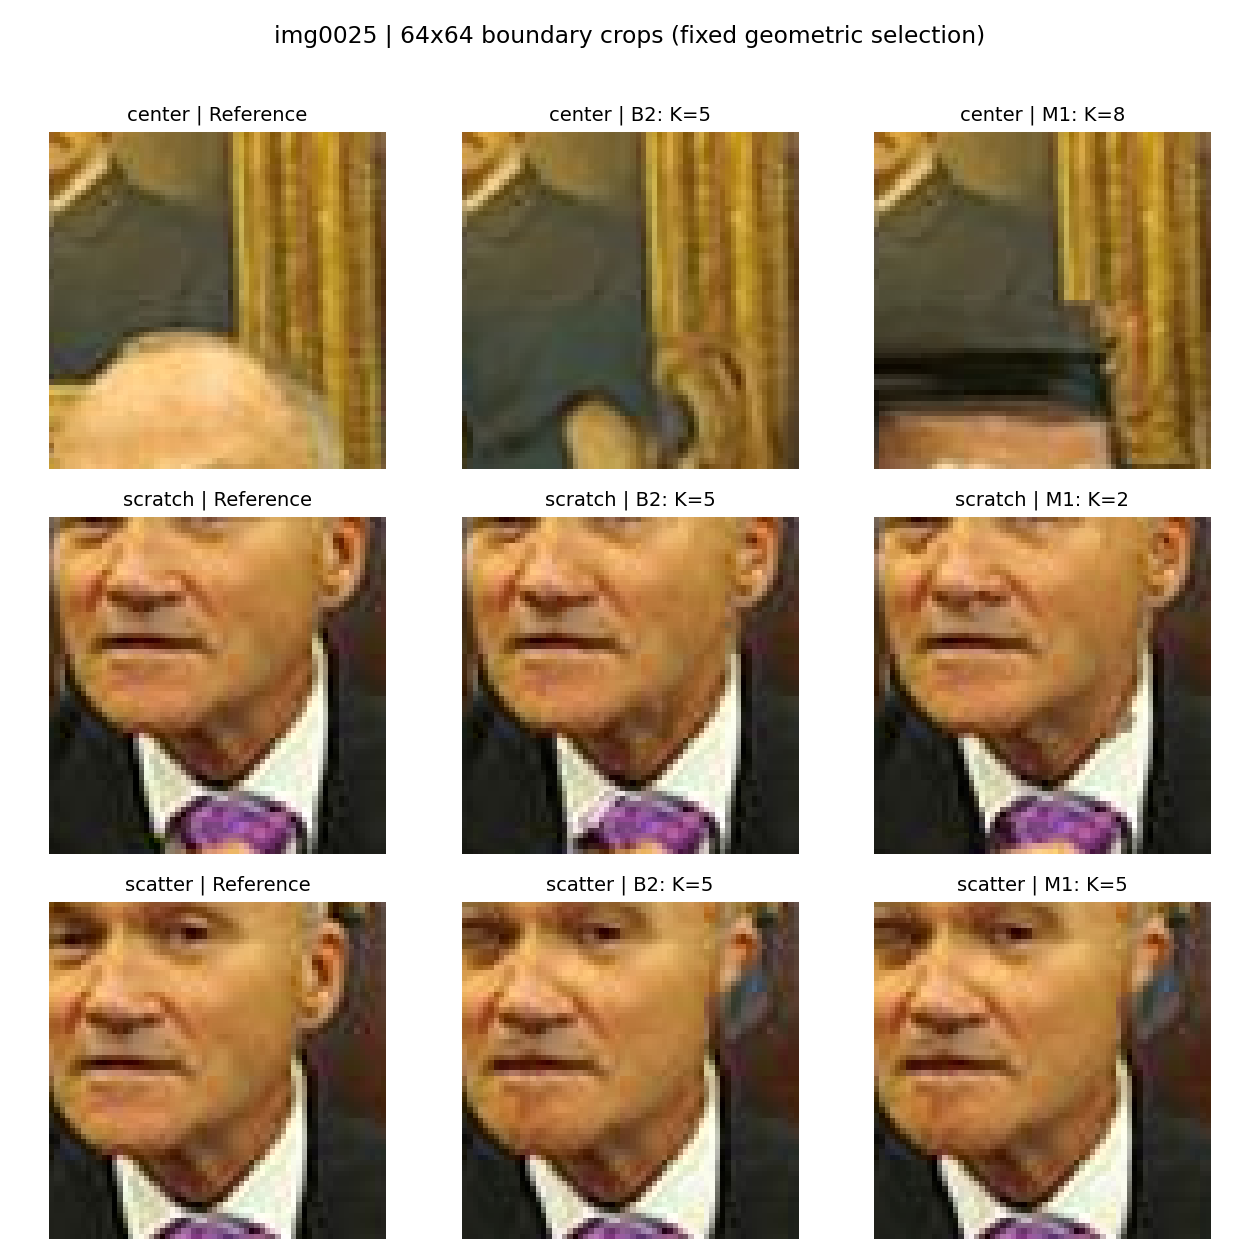 img0025 | 64x64 boundary crops (fixed geometric selection)
center | Reference
center | B2: K=5
center | M1: K=8
scratch | Reference
scratch | B2: K=5
scratch | M1: K=2
scatter | Reference
scatter | B2: K=5
scatter | M1: K=5